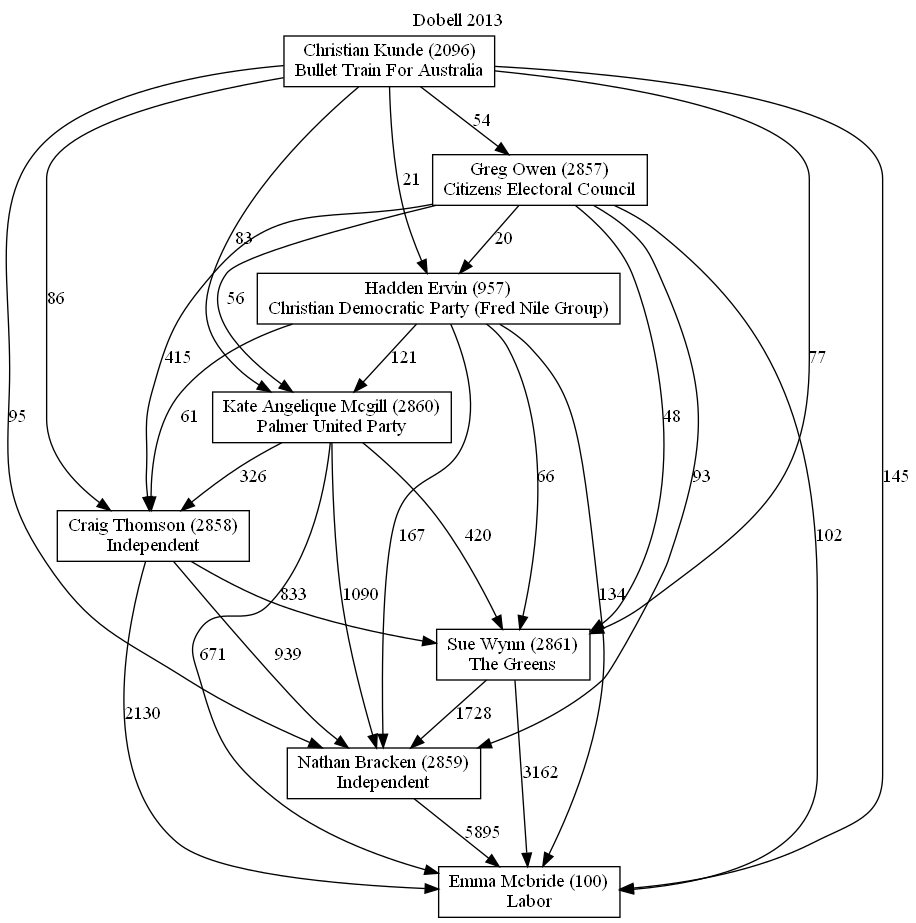 Dobell 2013
Christian Kunde (2096)
Bullet Train For Australia
54
Greg Owen (2857)
Citizens Electoral Council
21
20
83
Hadden Ervin (957)
Christian Democratic Party (Fred Nile Group)
56
86
415
121
77
61
Kate Angelique Mcgill (2860)
Palmer United Party
95
48
326
66
93
145
Craig Thomson (2858)
Independent
167
420
102
833
1090
134
Sue Wynn (2861)
The Greens
671
939
2130
1728
Nathan Bracken (2859)
Independent
3162
5895
Emma Mcbride (100)
Labor